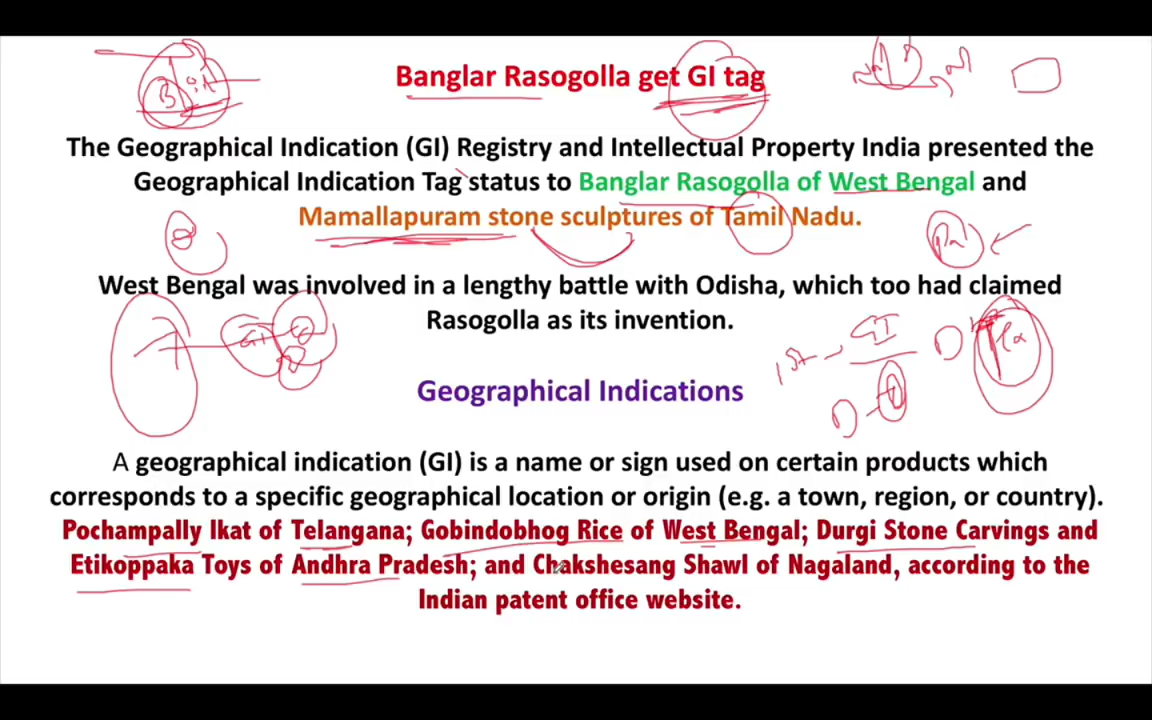 Banglar Rasogolla get GI tag
The Geographical Indication (GI) Registry and Intellectual Property India presented the
Geographical Indication Tag status to Banglar Rasogolla of West Bengal and
Mamallapuram stone sculptures of Tamil Nadu.
West Bengal was involved in a lengthy battle with Odisha, which too had claimed
Rasogolla as its invention.
1st - GI
D
Geographical Indications
A geographical indication (GI) is a name or sign used on certain products which
corresponds to a specific geographical location or origin (e.g. a town, region, or country).
Pochampally Ikat of Telangana; Gobindobhog Rice of West Bengal; Durgi Stone Carvings and
Etikoppaka Toys of Andhra Pradesh; and Chakshesang Shawl of Nagaland, according to the
Indian patent office website.